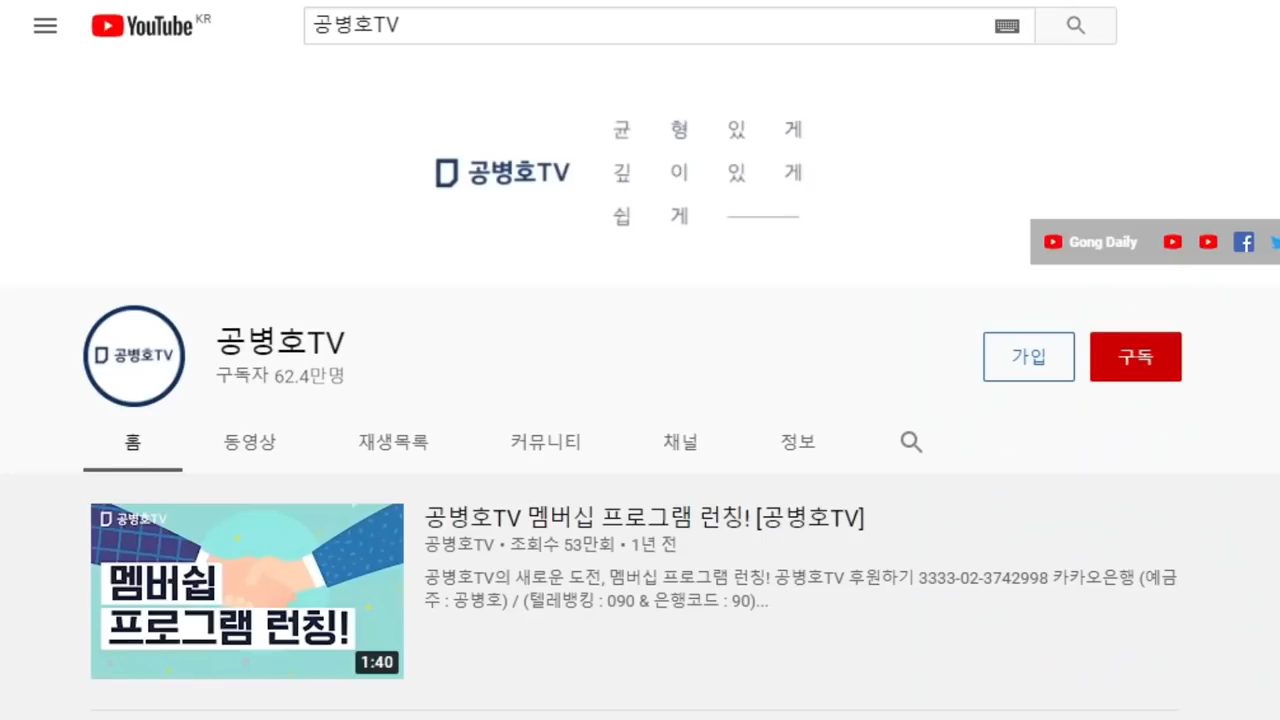 YouTube KR
공병호TV
균 형 있 게
공병호TV
깊 이 있 게
쉽 게
Gong Daily
공병호TV
공병호TV
구독자 62.4만명
가입
구독
홈
동영상
재생목록
커뮤니티
채널
정보
공병호TV
멤버쉽
프로그램 런칭!
1:40
공병호TV 멤버십 프로그램 런칭! [공병호TV]
공병호TV • 조회수 53만회 • 1년 전
공병호TV의 새로운 도전, 멤버십 프로그램 런칭! 공병호TV 후원하기 3333-02-3742998 카카오은행 (예금
주 : 공병호) / (텔레뱅킹 : 090 & 은행코드 : 90)...